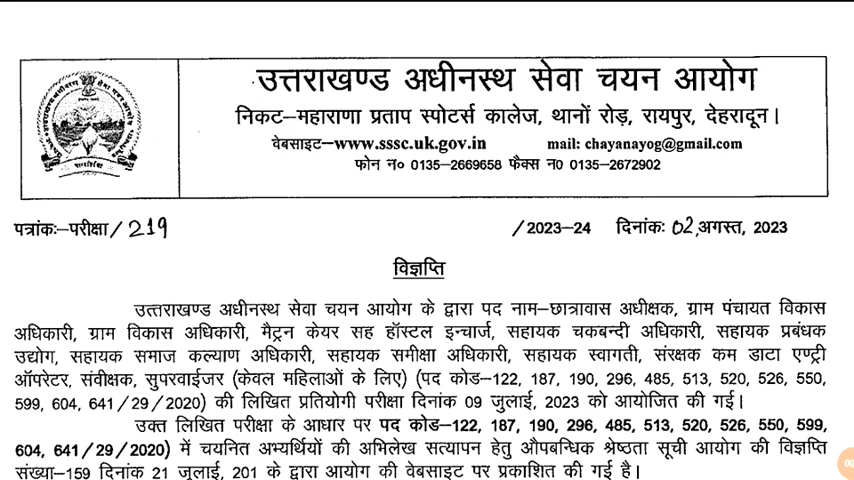 उत्तराखण्ड अधीनस्थ सेवा चयन आयोग
निकट–महाराणा प्रताप स्पोटर्स कालेज, थानों रोड़, रायपुर, देहरादून।
वेबसाइट–www.sssc.uk.gov.in mail: chayanayog@gmail.com
फोन न० 0135–2669658 फैक्स न0 0135–2672902
पत्रांकः–परीक्षा/219 /2023–24 दिनांकः 02,अगस्त, 2023
विज्ञप्ति
उत्तराखण्ड अधीनस्थ सेवा चयन आयोग के द्वारा पद नाम–छात्रावास अधीक्षक, ग्राम पंचायत विकास
अधिकारी, ग्राम विकास अधिकारी, मैट्रन केयर सह हॉस्टल इन्चार्ज, सहायक चकबन्दी अधिकारी, सहायक प्रबंधक
उद्योग, सहायक समाज कल्याण अधिकारी, सहायक समीक्षा अधिकारी, सहायक स्वागती, संरक्षक कम डाटा एण्ट्री
ऑपरेटर, संवीक्षक, सुपरवाईजर (केवल महिलाओं के लिए) (पद कोड–122, 187, 190, 296, 485, 513, 520, 526, 550,
599, 604, 641/29/2020) की लिखित प्रतियोगी परीक्षा दिनांक 09 जुलाई, 2023 को आयोजित की गई।
उक्त लिखित परीक्षा के आधार पर पद कोड–122, 187, 190, 296, 485, 513, 520, 526, 550, 599,
604, 641/29/2020) में चयनित अभ्यर्थियों की अभिलेख सत्यापन हेतु औपबन्धिक श्रेष्ठता सूची आयोग की विज्ञप्ति
संख्या–159 दिनांक 21 जुलाई, 201 के द्वारा आयोग की वेबसाइट पर प्रकाशित की गई है।